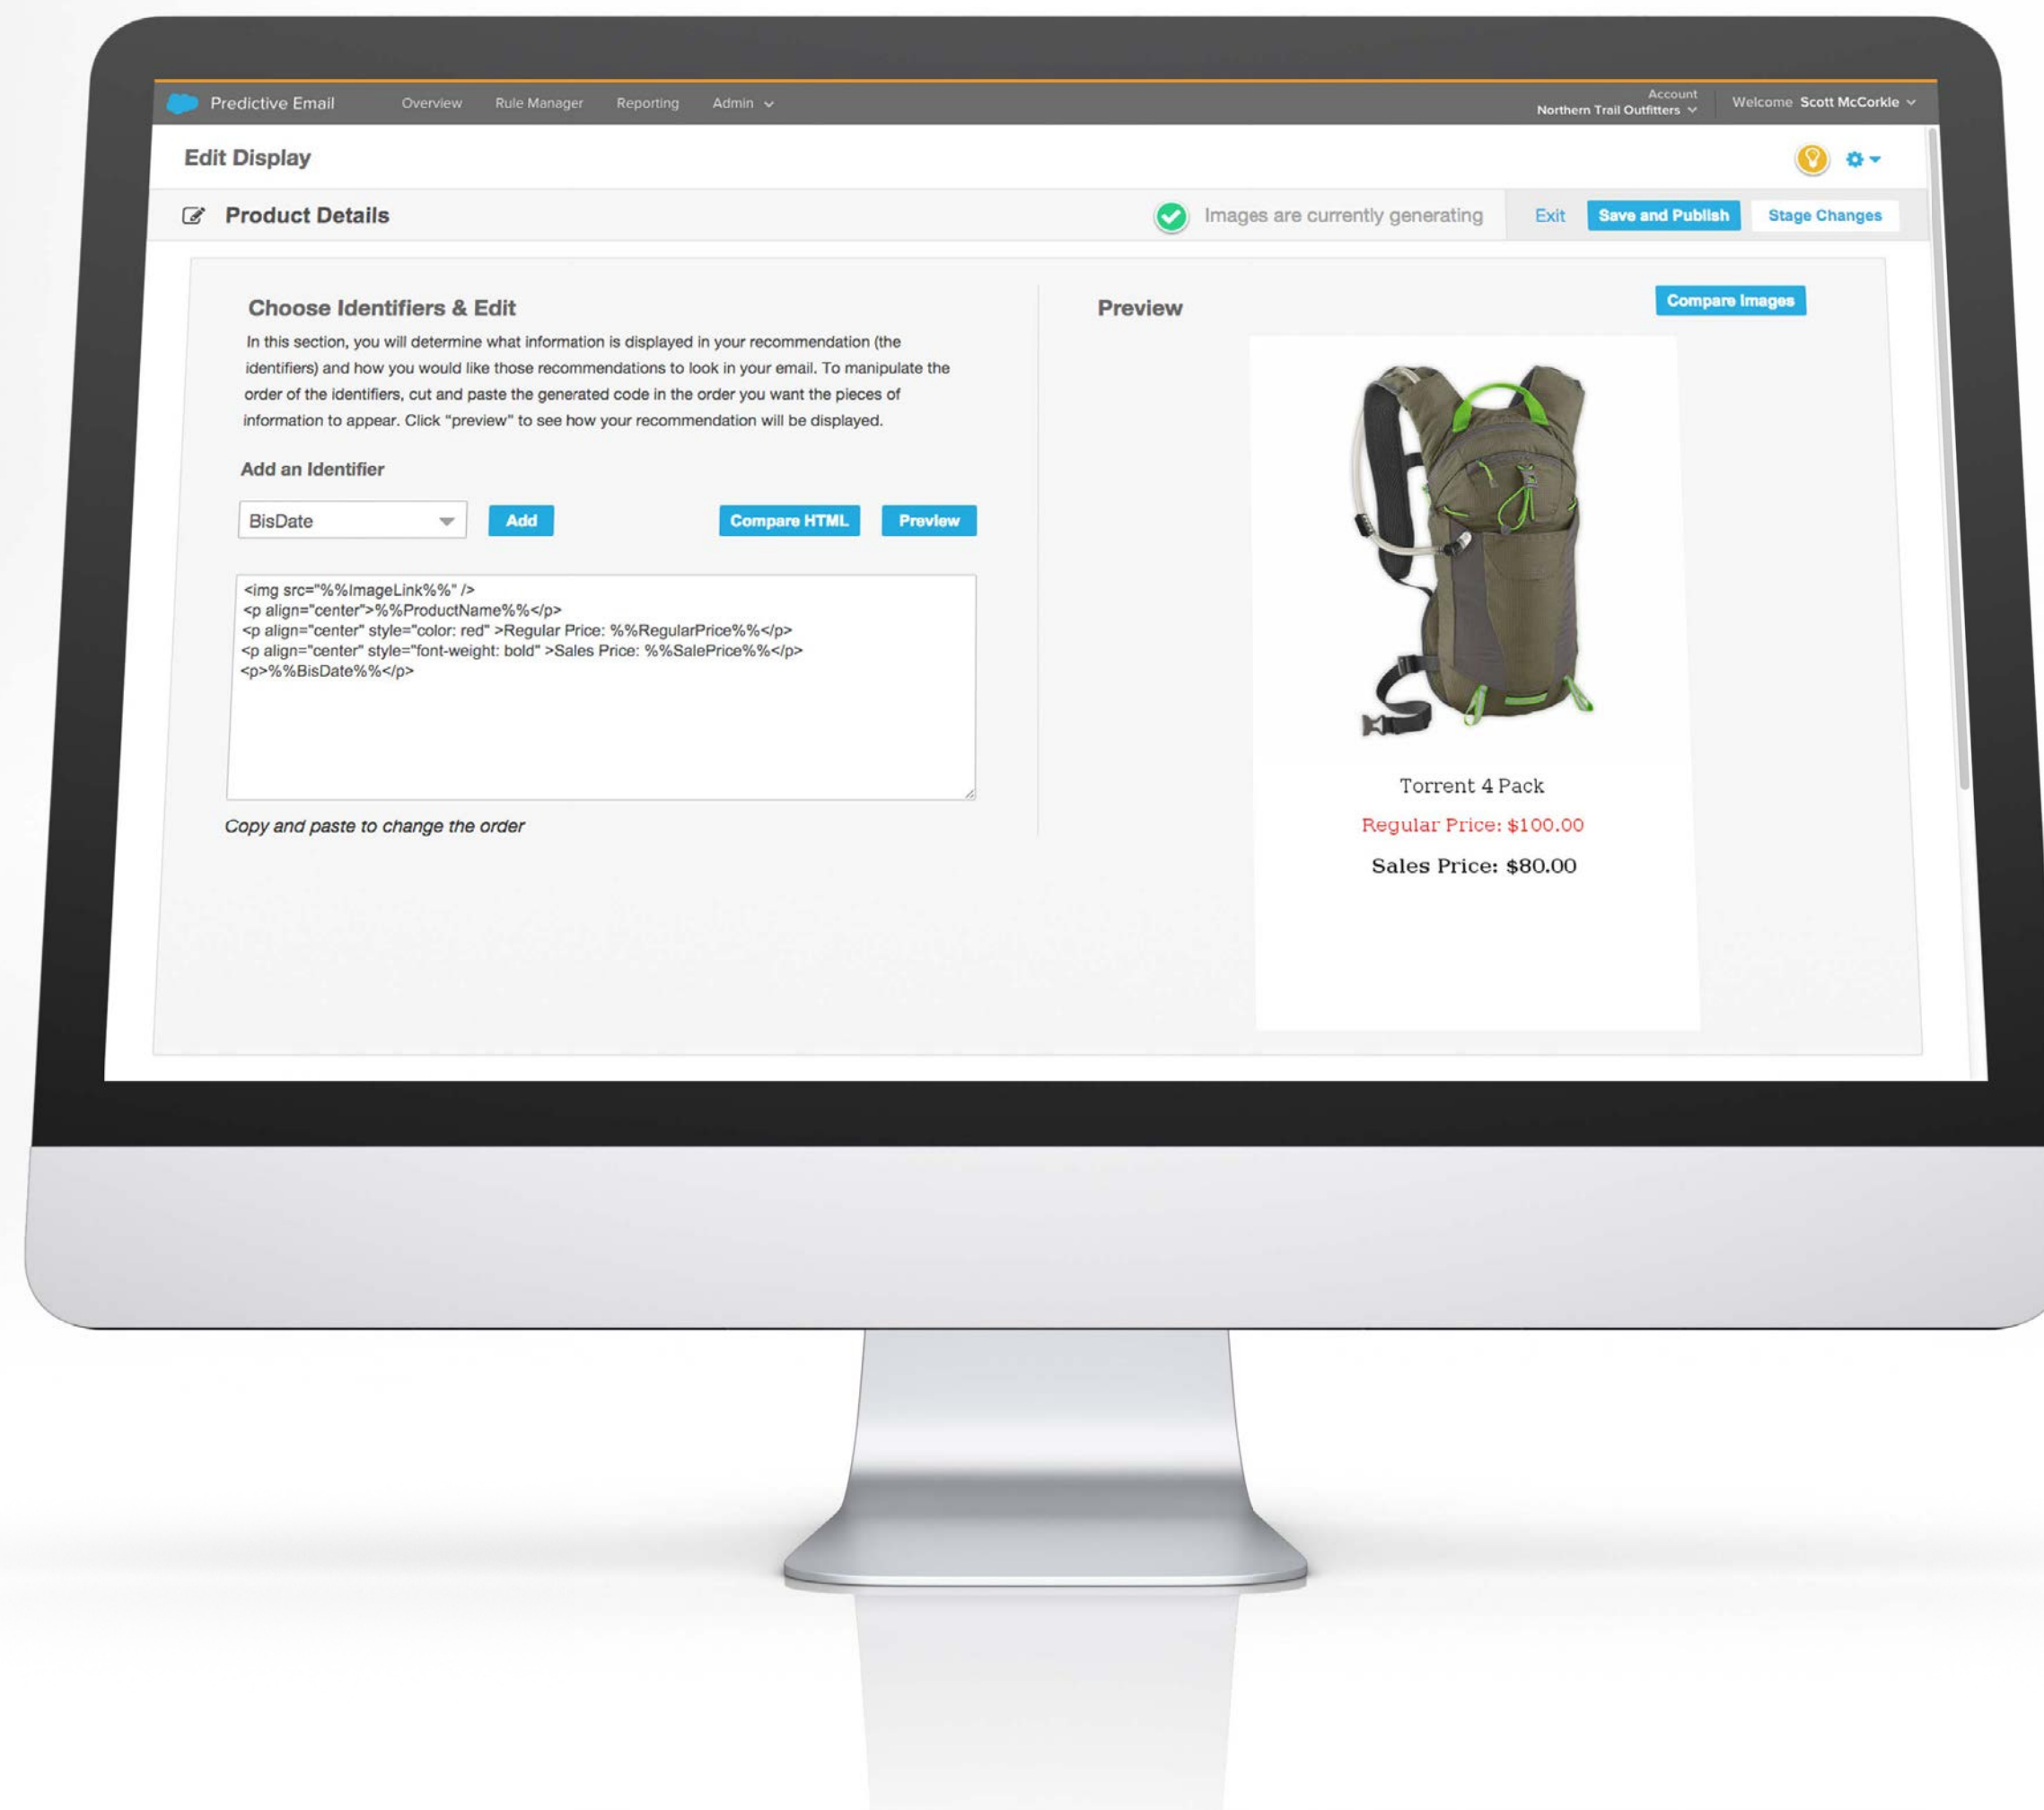 Predictive Email
Overview
Rule Manager
Reporting
Admin
Account
Northern Trail Outfitters
Welcome Scott McCorkle
Edit Display
Product Details
Images are currently generating
Exit
Save and Publish
Stage Changes
Choose Identifiers & Edit
In this section, you will determine what information is displayed in your recommendation (the
identifiers) and how you would like those recommendations to look in your email. To manipulate the
order of the identifiers, cut and paste the generated code in the order you want the pieces of
information to appear. Click "preview" to see how your recommendation will be displayed.
Add an Identifier
BisDate
Add
Compare HTML
Preview
<img src="%%ImageLink%%" />
<p align="center">%%ProductName%%</p>
<p align="center" style="color: red" >Regular Price: %%RegularPrice%%</p>
<p align="center" style="font-weight: bold" >Sales Price: %%SalePrice%%</p>
<p>%%BisDate%%</p>
Copy and paste to change the order
Preview
Compare Images
Torrent 4 Pack
Regular Price: $100.00
Sales Price: $80.00